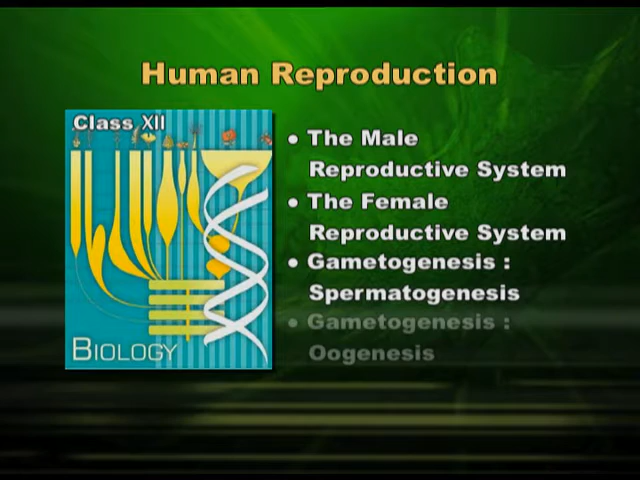 Human Reproduction
Class XII
BIOLOGY
● The Male
Reproductive System
● The Female
Reproductive System
● Gametogenesis :
Spermatogenesis
● Gametogenesis :
Oogenesis